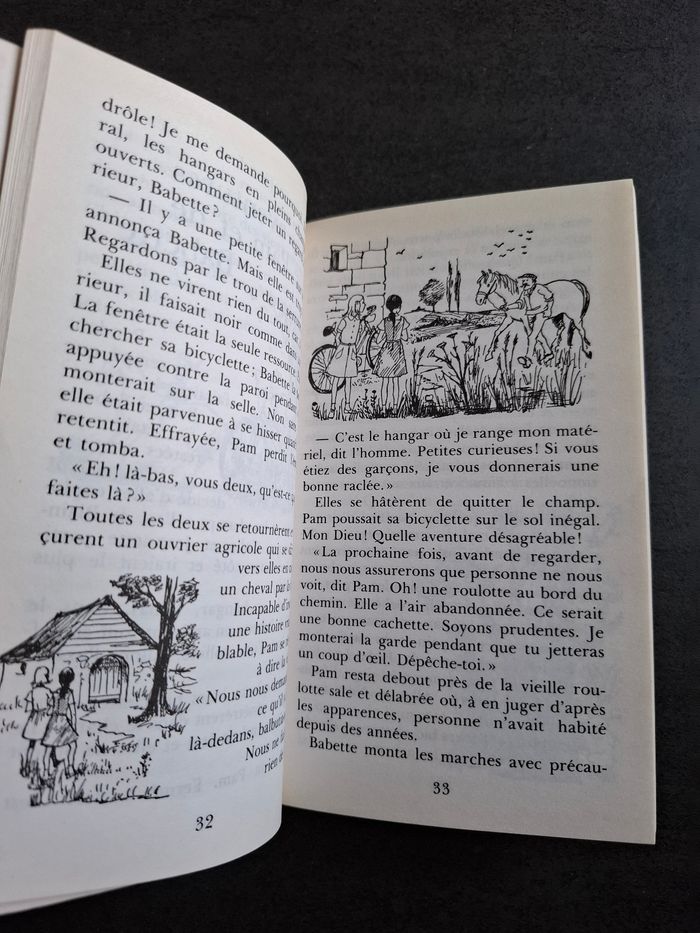 drôle! Je me demande pourquoi
ral, les hangars en pleins
ouverts. Comment jeter un
rieur, Babette?
— Il y a une petite fenêtre
annonça Babette. Mais elle est
Regardons par le trou de la
Elles ne virent rien du tout, car
rieur, il faisait noir comme dans
La fenêtre était la seule ressource.
chercher sa bicyclette; Babette la
appuyée contre la paroi pendant
monterait sur la selle. Non sans
elle était parvenue à se hisser quand
retentit. Effrayée, Pam perdit
et tomba.
« Eh! là-bas, vous deux, qu'est-ce
faites là? »
Toutes les deux se retournèrent
çurent un ouvrier agricole qui se
vers elles et
un cheval par la
Incapable
une histoire
blable, Pam se
à dire la
« Nous nous
ce qu'il
là-dedans,
Nous ne
rien
32
— C'est le hangar où je range mon maté-
riel, dit l'homme. Petites curieuses! Si vous
étiez des garçons, je vous donnerais une
bonne raclée. »
Elles se hâtèrent de quitter le champ.
Pam poussait sa bicyclette sur le sol inégal.
Mon Dieu! Quelle aventure désagréable!
« La prochaine fois, avant de regarder,
nous nous assurerons que personne ne nous
voit, dit Pam. Oh! une roulotte au bord du
chemin. Elle a l'air abandonnée. Ce serait
une bonne cachette. Soyons prudentes. Je
monterai la garde pendant que tu jetteras
un coup d'œil. Dépêche-toi. »
Pam resta debout près de la vieille rou-
lotte sale et délabrée où, à en juger d'après
les apparences, personne n'avait habité
depuis des années.
Babette monta les marches avec précau-
33